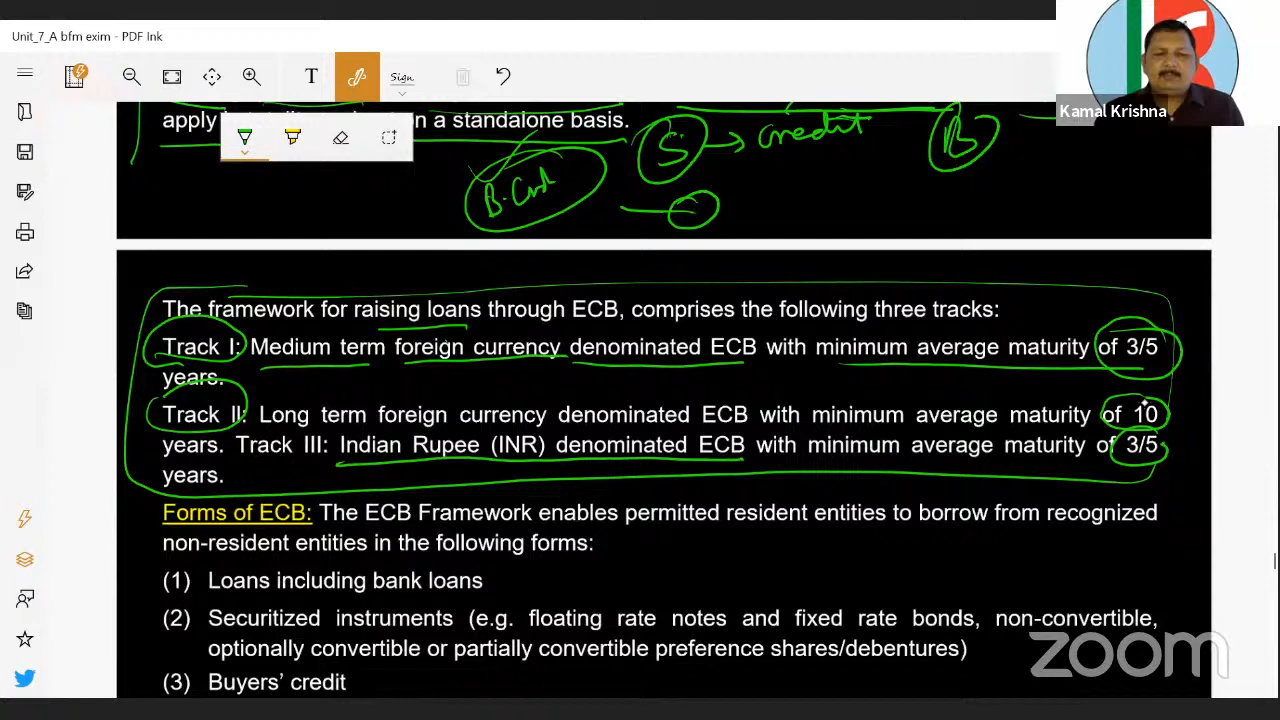 Unit_7_A bfm exim - PDF Ink
T
Sign
Kamal Krishna
apply
n a standalone basis.
S → credit
B
The framework for raising loans through ECB, comprises the following three tracks:
Track I: Medium term foreign currency denominated ECB with minimum average maturity of 3/5
years.
Track II: Long term foreign currency denominated ECB with minimum average maturity of 10
years. Track III: Indian Rupee (INR) denominated ECB with minimum average maturity of 3/5
years.
Forms of ECB: The ECB Framework enables permitted resident entities to borrow from recognized
non-resident entities in the following forms:
(1) Loans including bank loans
(2) Securitized instruments (e.g. floating rate notes and fixed rate bonds, non-convertible,
optionally convertible or partially convertible preference shares/debentures)
(3) Buyers' credit
zoom